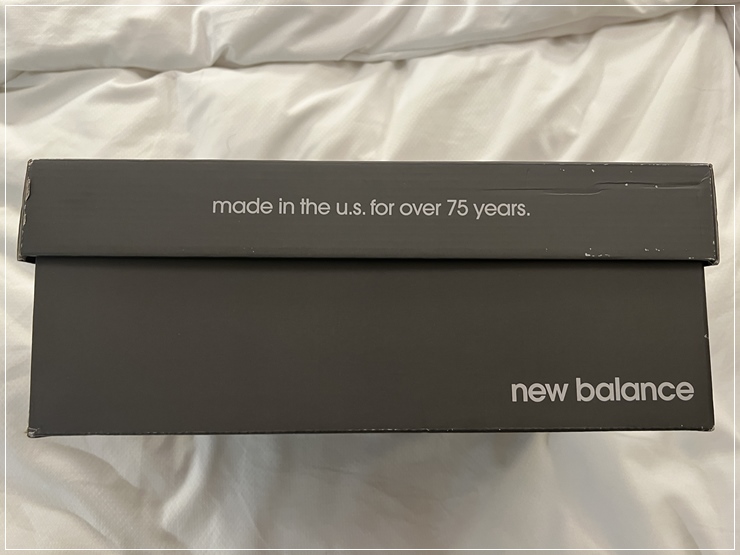 made in the u.s. for over 75 years.
new balance